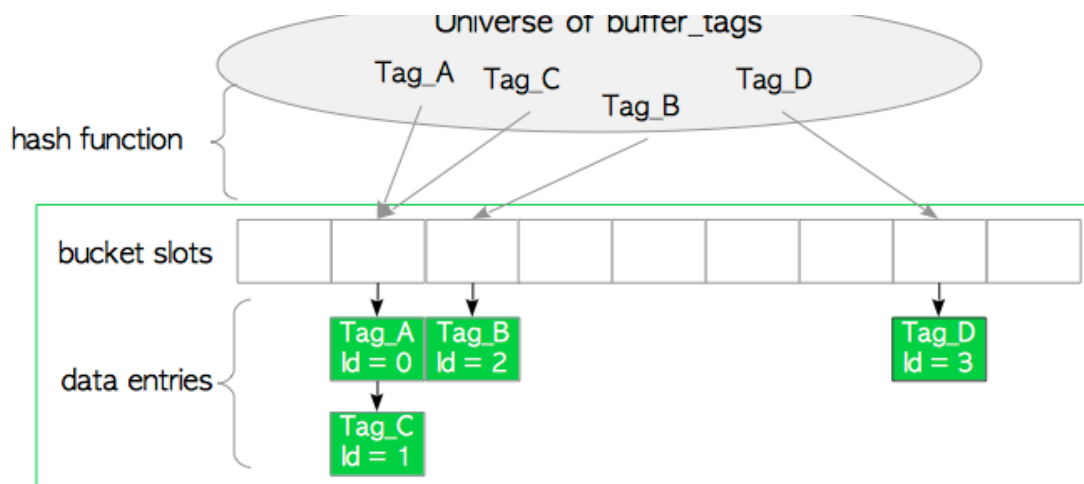 Universe of buffer_tags
Tag_A
Tag_C
Tag_D
Tag_B
hash function
bucket slots
Tag_A
Id = 0
Tag_B
Id = 2
Tag_D
Id = 3
data entries
Tag_C
Id = 1